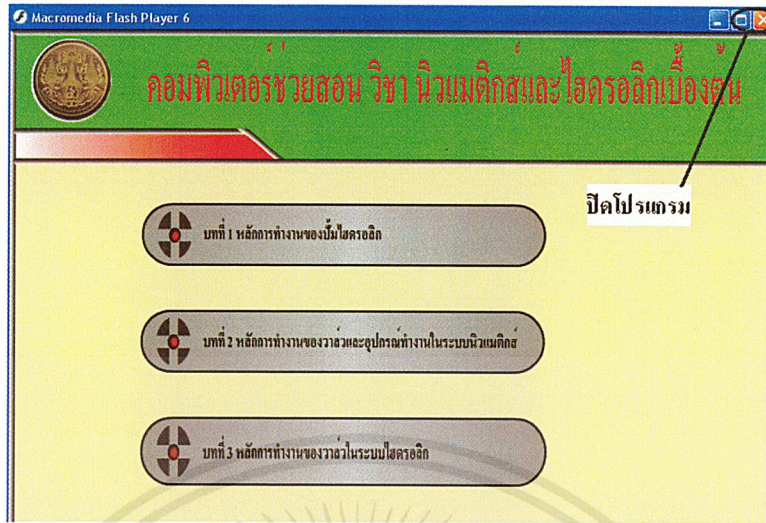 Macromedia Flash Player 6
คอมพิวเตอร์ช่วยสอน วิชา นิวแมติกส์และไฮดรอลิกเบื้องต้น
ปิดโปรแกรม
บทที่ 1 หลักการทำงานของปั๊มไฮดรอลิก
บทที่ 2 หลักการทำงานของวาล์วและอุปกรณ์ทำงานในระบบนิวแมติกส์
บทที่ 3 หลักการทำงานของวาล์วในระบบไฮดรอลิก